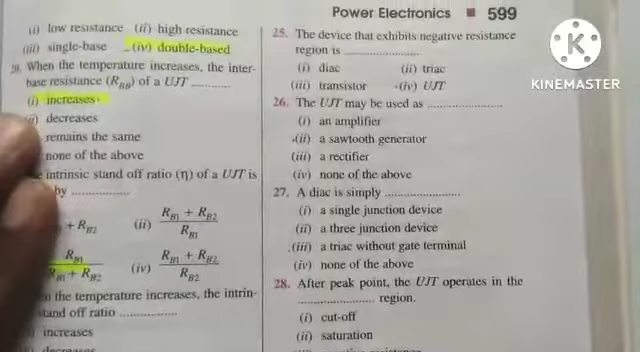 Power Electronics ■ 599
(i) low resistance (ii) high resistance
(iii) single-base (iv) double-based
20. When the temperature increases, the inter-
base resistance (RBB) of a UJT ...........
(i) increases
(ii) decreases
remains the same
none of the above
intrinsic stand off ratio (η) of a UJT is
by ................
+ RB2 (ii) RB1 + RB2 / RB1
RB1 / RB1 + RB2 (iv) RB1 + RB2 / RB2
the temperature increases, the intrin-
stand off ratio ...............
increases
decreases
25. The device that exhibits negative resistance
region is ....................
(i) diac (ii) triac
(iii) transistor (iv) UJT
26. The UJT may be used as ....................
(i) an amplifier
(ii) a sawtooth generator
(iii) a rectifier
(iv) none of the above
27. A diac is simply ....................
(i) a single junction device
(ii) a three junction device
(iii) a triac without gate terminal
(iv) none of the above
28. After peak point, the UJT operates in the
.................... region.
(i) cut-off
(ii) saturation
KINEMASTER